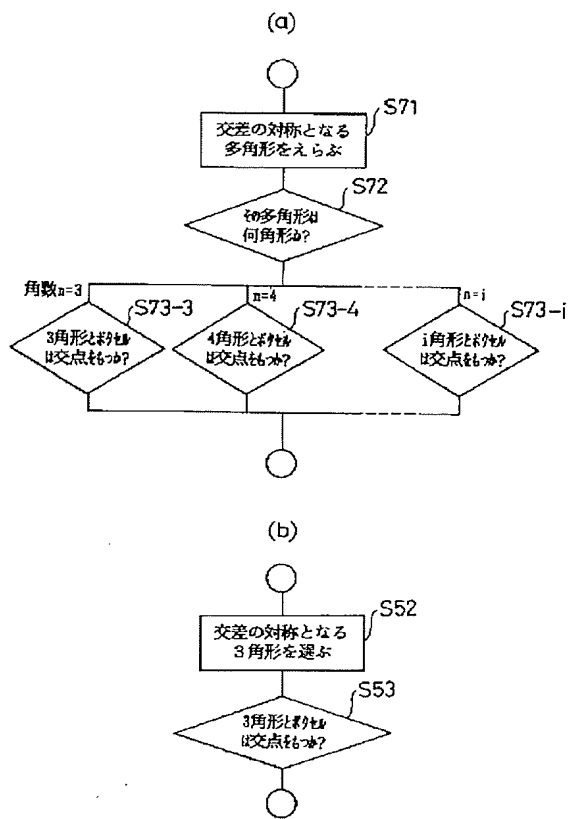 (a)
S71
交差の対称となる
多角形をえらぶ
S72
その多角形は
何角形か?
角数n=3
n=4
n=i
S73-3
3角形とボクセル
は交点をもつか?
S73-4
4角形とボクセル
は交点をもつか?
S73-i
i角形とボクセル
は交点をもつか?
(b)
S52
交差の対称となる
3角形を選ぶ
S53
3角形とボクセル
は交点をもつか?